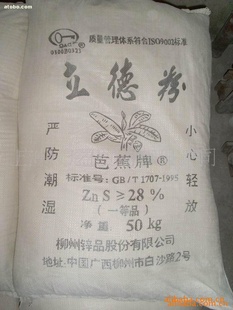 atobo.com
质量管理体系符合ISO9002标准
立德粉
严防潮湿
小心轻放
芭蕉牌®
标准号:GB/T 1707-1995
ZnS≥28%
(一等品)
净重 50kg
柳州锌品股份有限公司
地址:中国广西柳州市白沙路2号